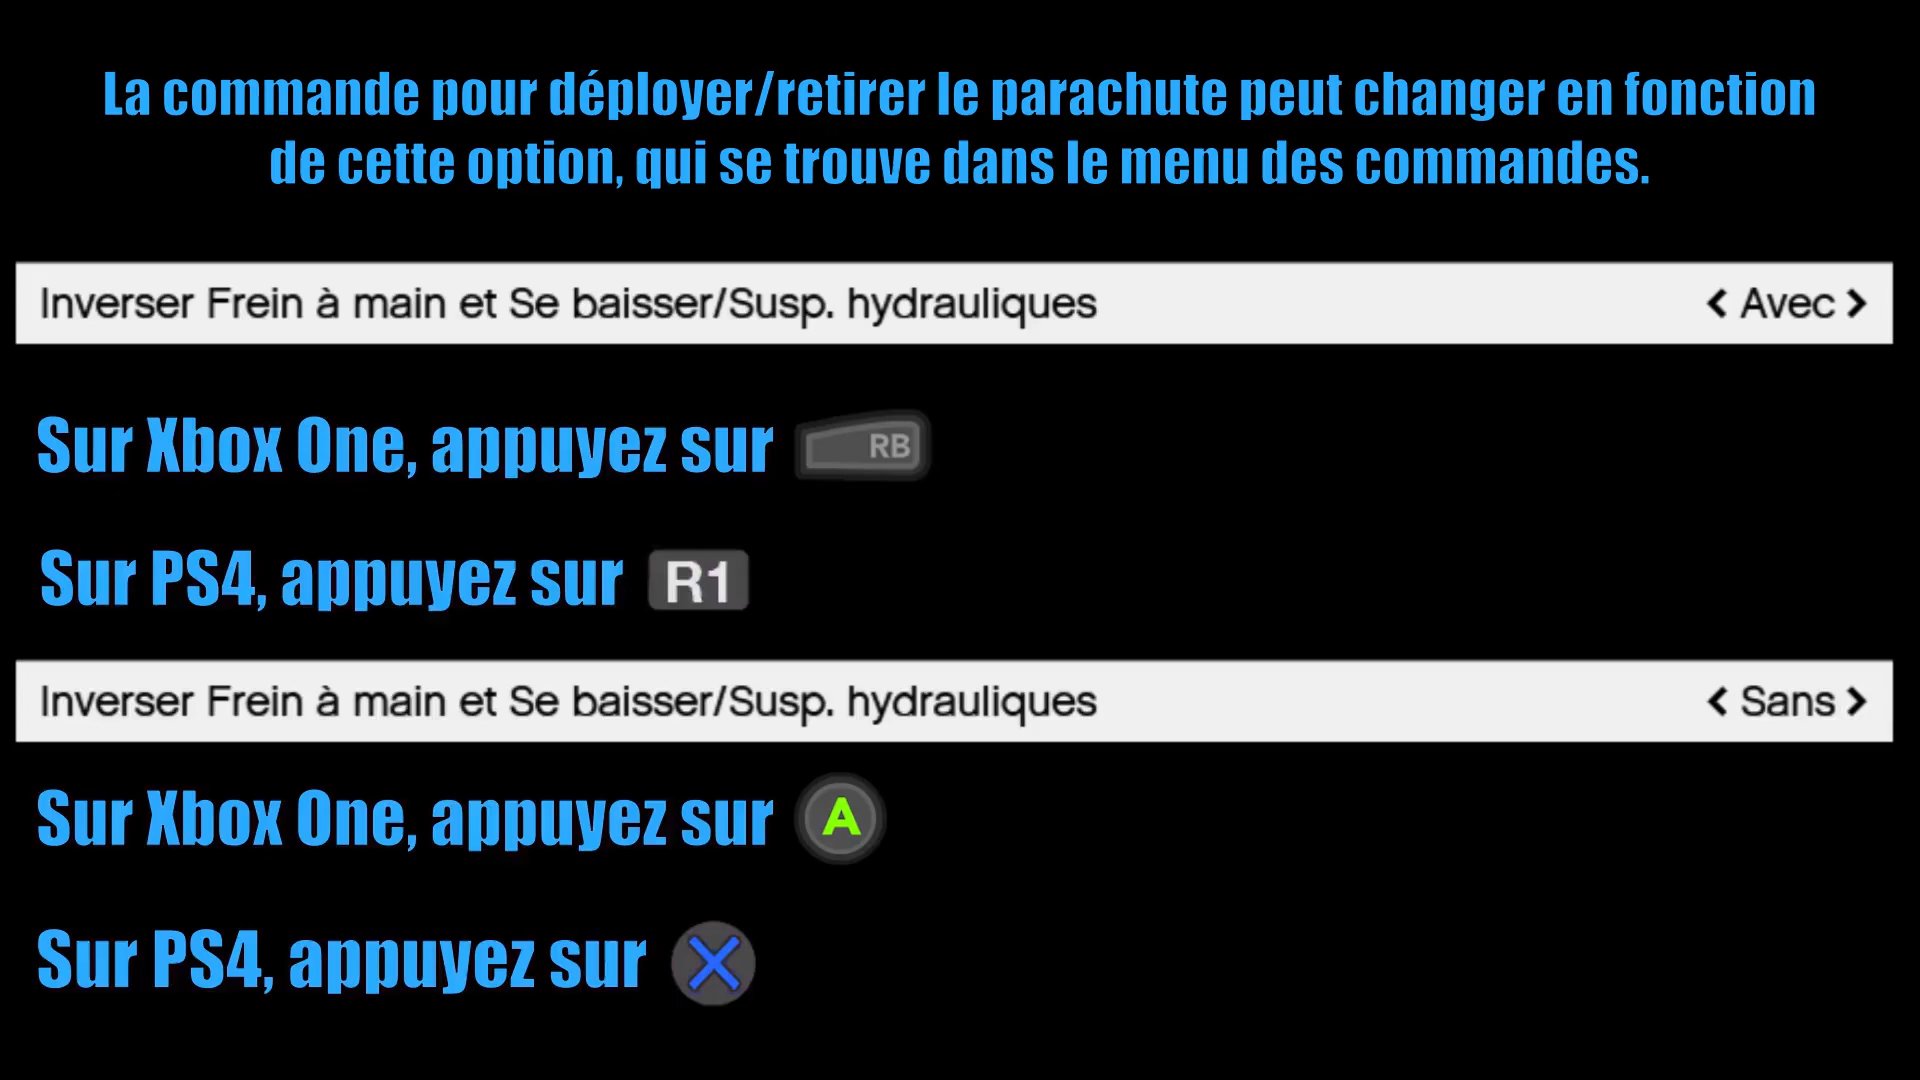 La commande pour déployer/retirer le parachute peut changer en fonction
de cette option, qui se trouve dans le menu des commandes.
Inverser Frein à main et Se baisser/Susp. hydrauliques < Avec >
Sur Xbox One, appuyez sur RB
Sur PS4, appuyez sur R1
Inverser Frein à main et Se baisser/Susp. hydrauliques < Sans >
Sur Xbox One, appuyez sur A
Sur PS4, appuyez sur X